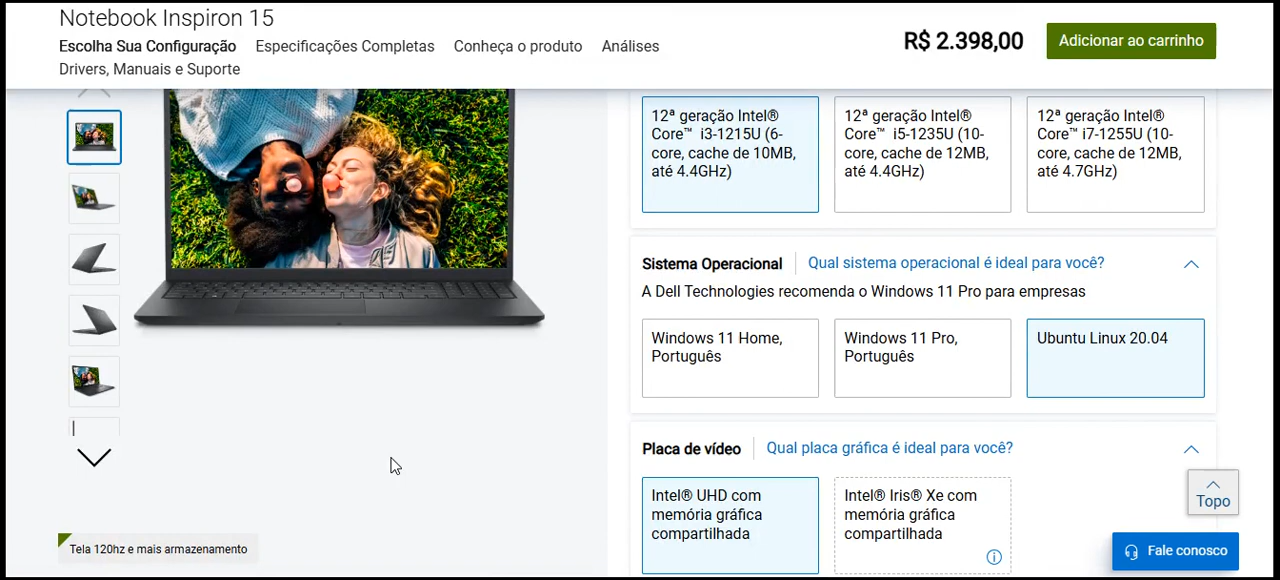 Notebook Inspiron 15
Escolha Sua Configuração
Especificações Completas
Conheça o produto
Análises
Drivers, Manuais e Suporte
R$ 2.398,00
Adicionar ao carrinho
12ª geração Intel®
Core™ i3-1215U (6-
core, cache de 10MB,
até 4.4GHz)
12ª geração Intel®
Core™ i5-1235U (10-
core, cache de 12MB,
até 4.4GHz)
12ª geração Intel®
Core™ i7-1255U (10-
core, cache de 12MB,
até 4.7GHz)
Sistema Operacional
Qual sistema operacional é ideal para você?
A Dell Technologies recomenda o Windows 11 Pro para empresas
Windows 11 Home,
Português
Windows 11 Pro,
Português
Ubuntu Linux 20.04
Placa de vídeo
Qual placa gráfica é ideal para você?
Intel® UHD com
memória gráfica
compartilhada
Intel® Iris® Xe com
memória gráfica
compartilhada
Topo
Tela 120hz e mais armazenamento
Fale conosco